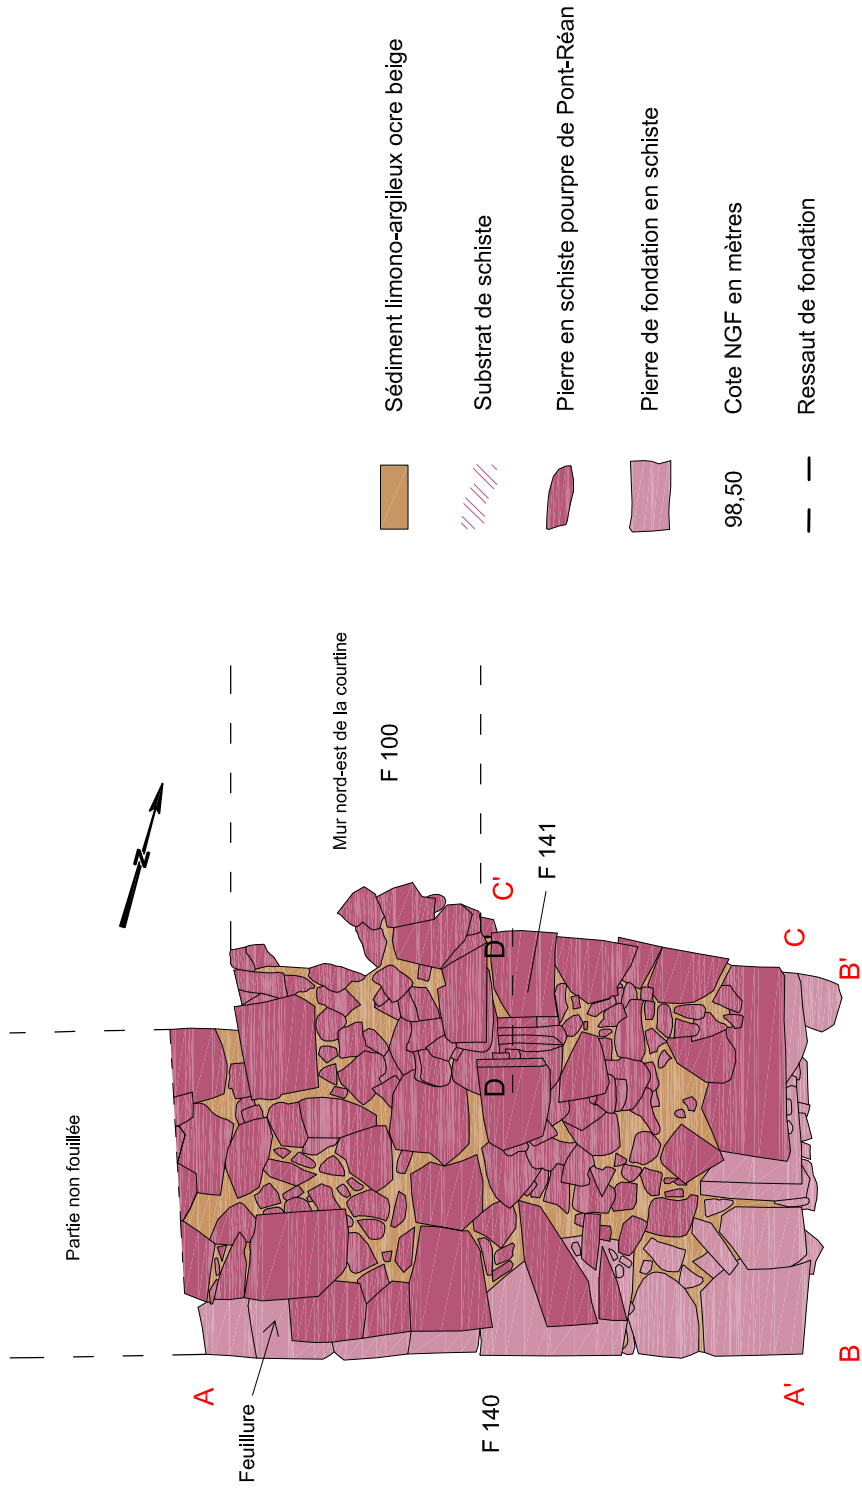 Partie non fouillée
A
Feuillure
F 140
A'
B
N
Mur nord-est de la courtine
F 100
C'
D'
D
F 141
C
B'
Sédiment limono-argileux ocre beige
Substrat de schiste
Pierre en schiste pourpre de Pont-Réan
Pierre de fondation en schiste
98,50 Cote NGF en mètres
Ressaut de fondation